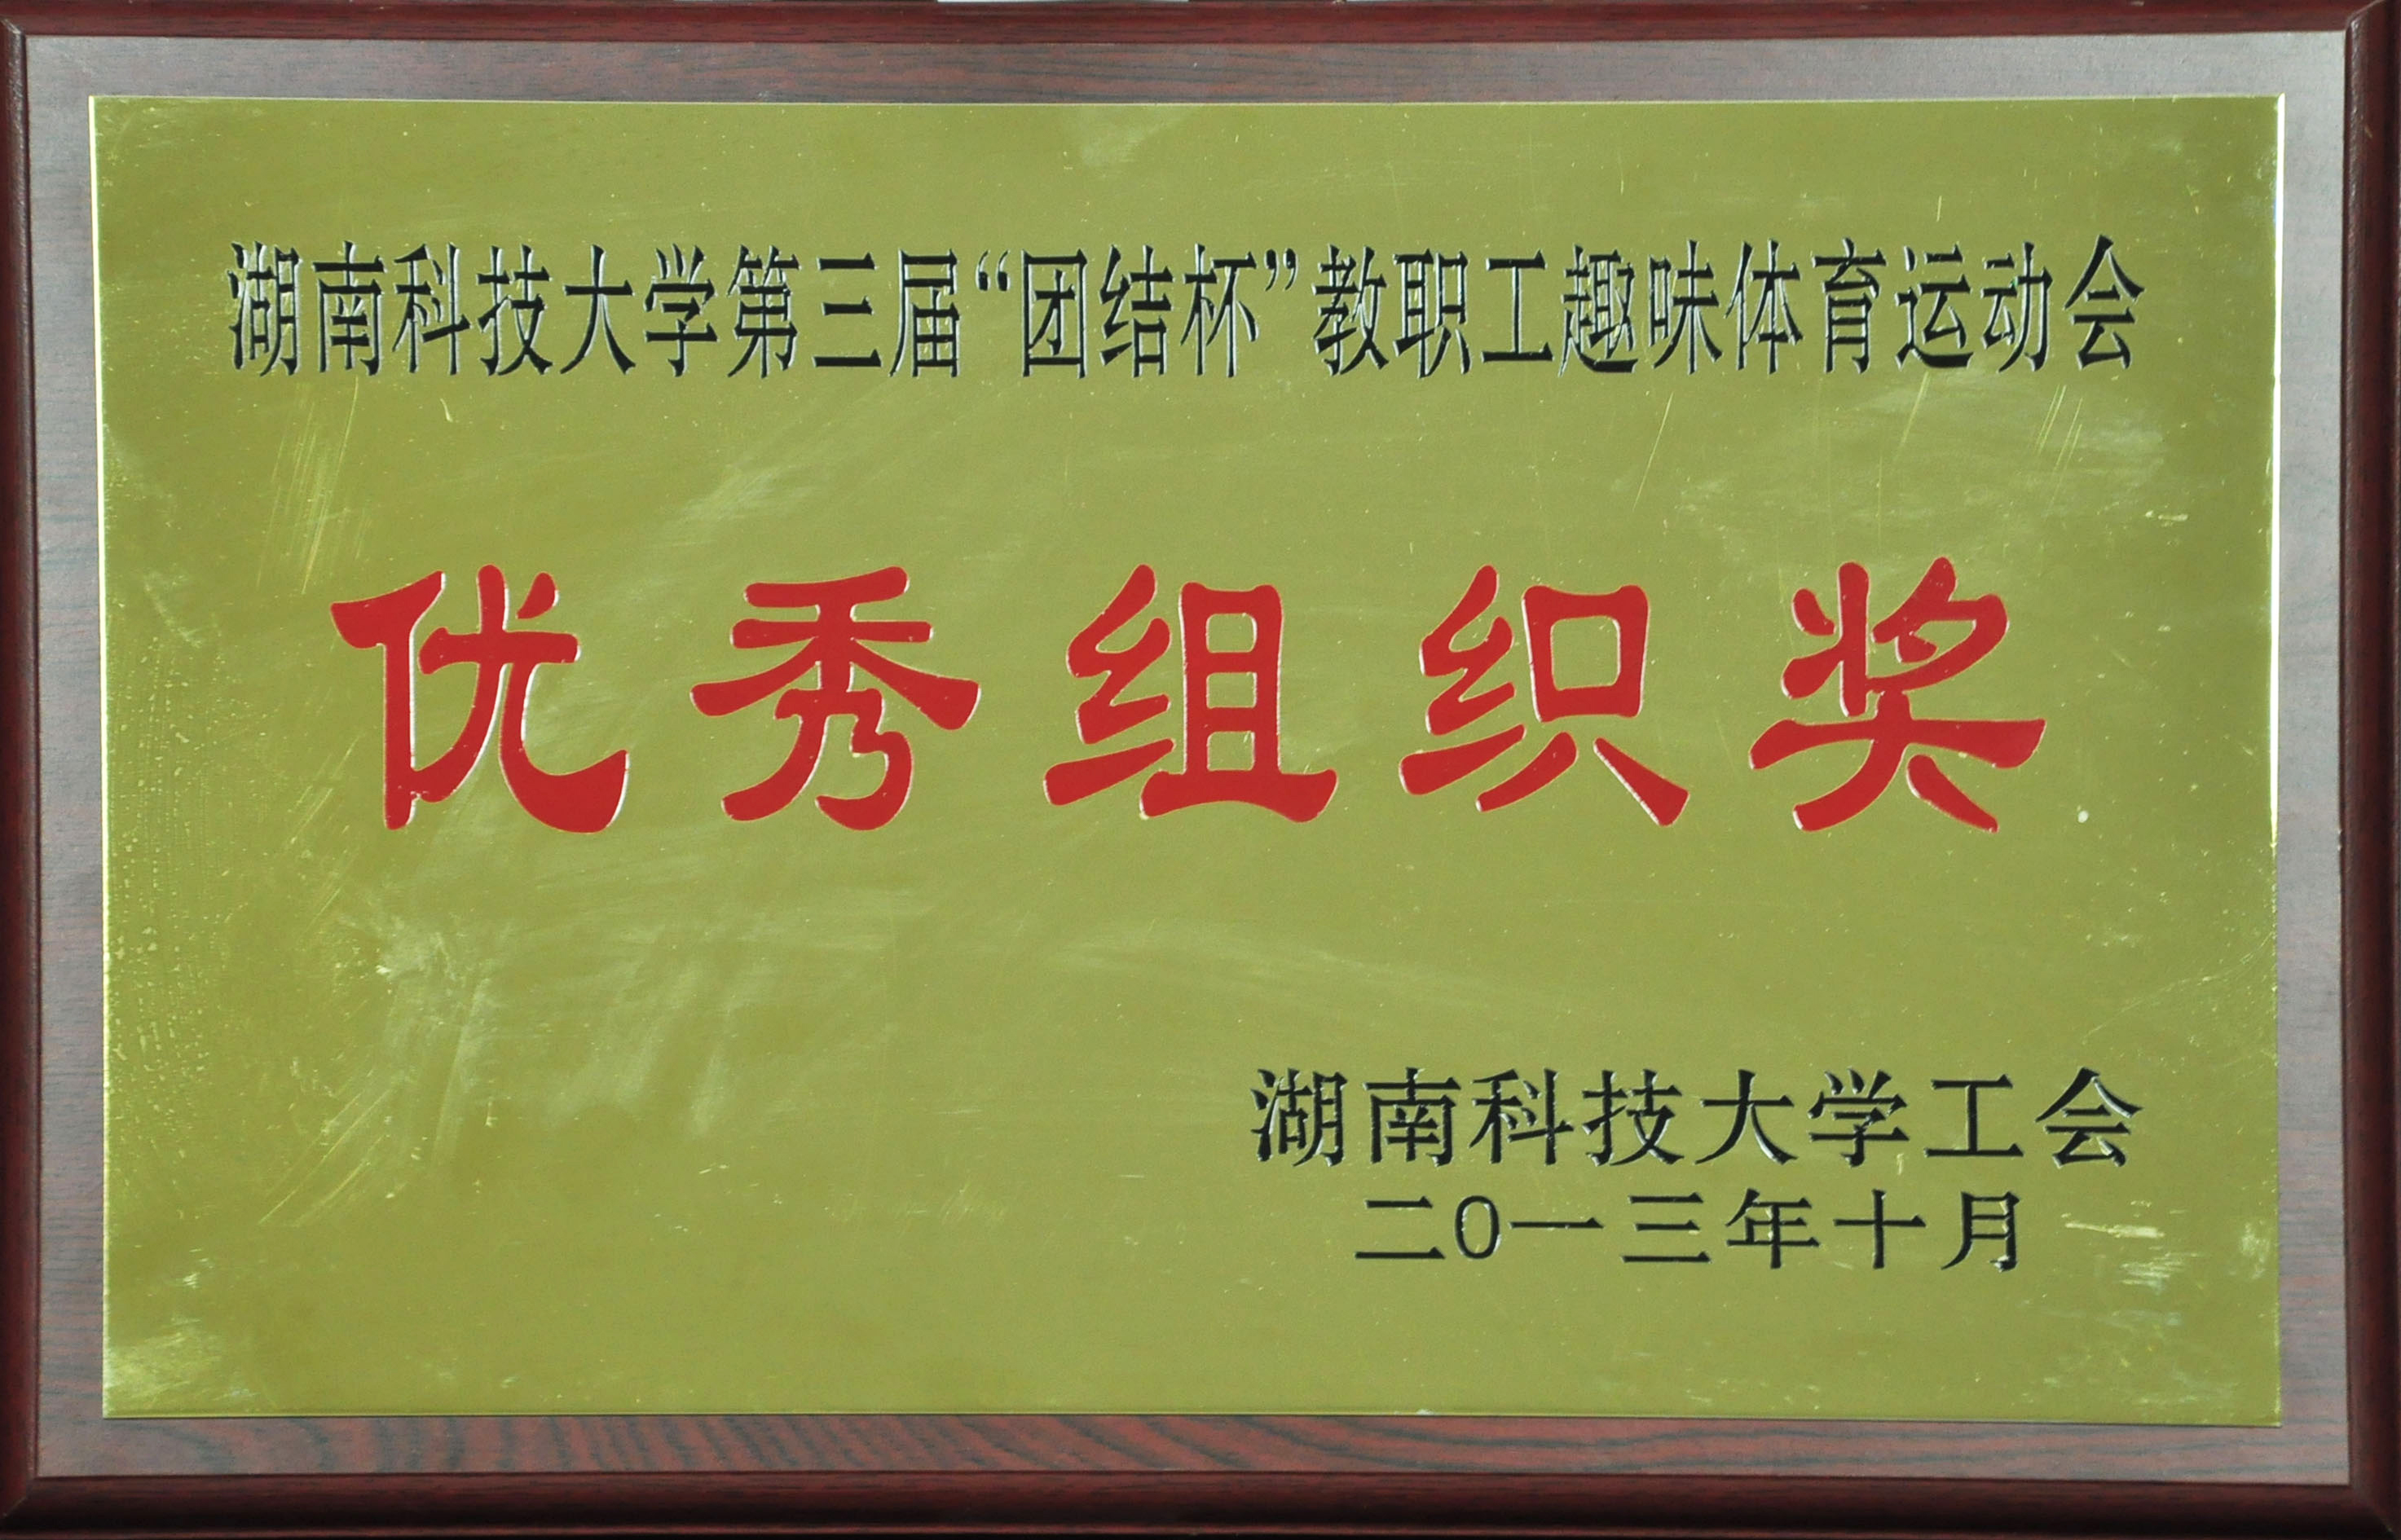 湖南科技大学第三届“团结杯”教职工趣味体育运动会
优秀组织奖
湖南科技大学工会
二0一三年十月